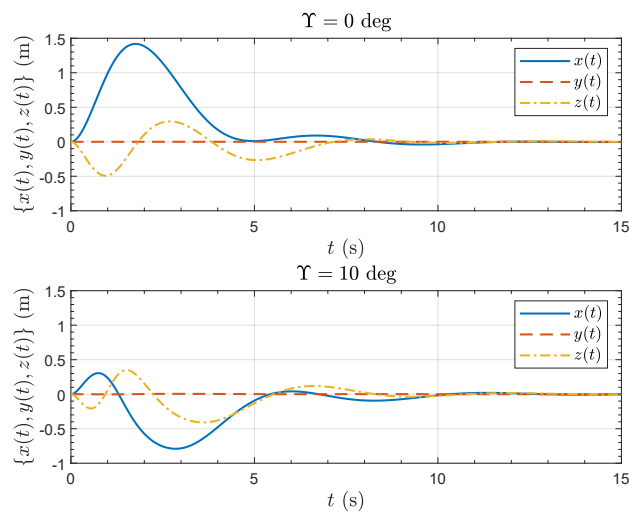 ϒ = 0 deg
{x(t), y(t), z(t)} (m)
1.5
1
0.5
0
-0.5
-1
x(t)
y(t)
z(t)
0 5 10 15
t (s)
ϒ = 10 deg
{x(t), y(t), z(t)} (m)
1.5
1
0.5
0
-0.5
-1
x(t)
y(t)
z(t)
0 5 10 15
t (s)